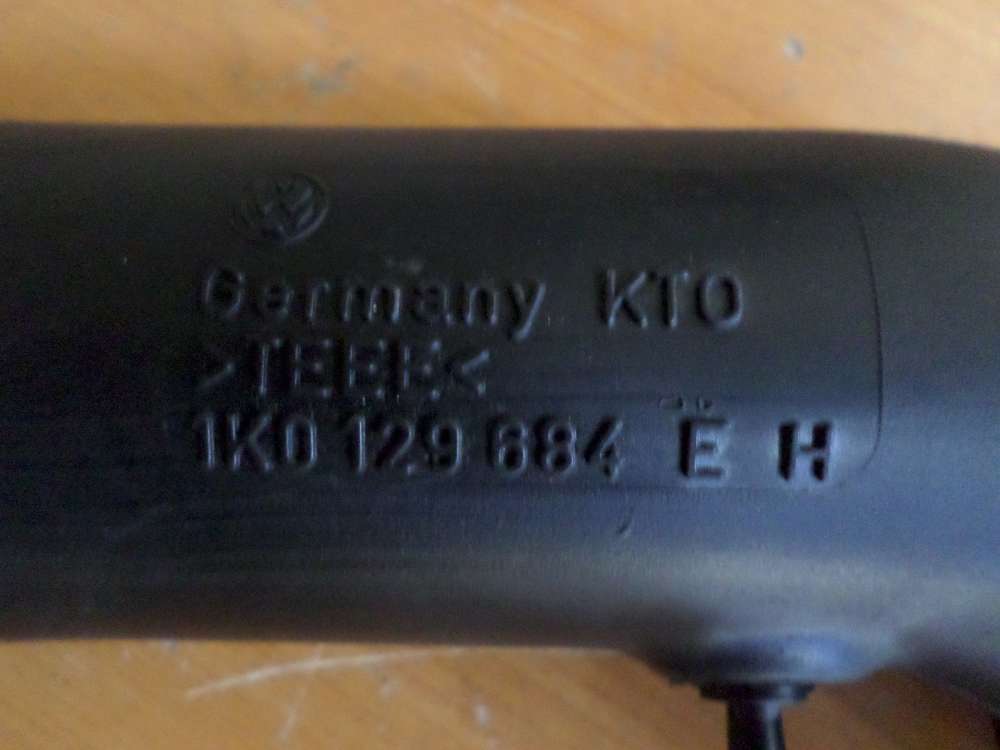 Germany KTO
>TEEE<
1K0 129 684 E H